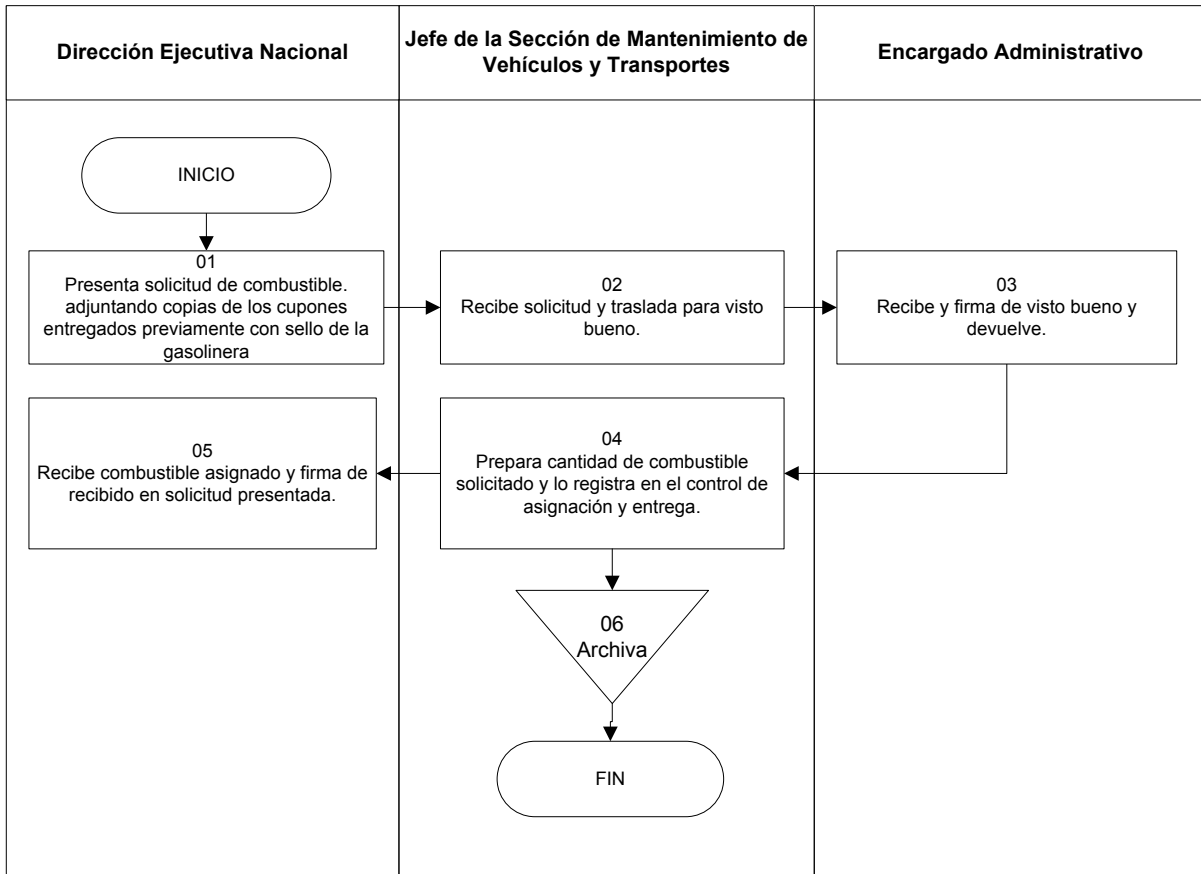 Dirección Ejecutiva Nacional
Jefe de la Sección de Mantenimiento de
Vehículos y Transportes
Encargado Administrativo
INICIO
01
Presenta solicitud de combustible.
adjuntando copias de los cupones
entregados previamente con sello de la
gasolinera
02
Recibe solicitud y traslada para visto
bueno.
03
Recibe y firma de visto bueno y
devuelve.
04
Prepara cantidad de combustible
solicitado y lo registra en el control de
asignación y entrega.
05
Recibe combustible asignado y firma de
recibido en solicitud presentada.
06
Archiva
FIN